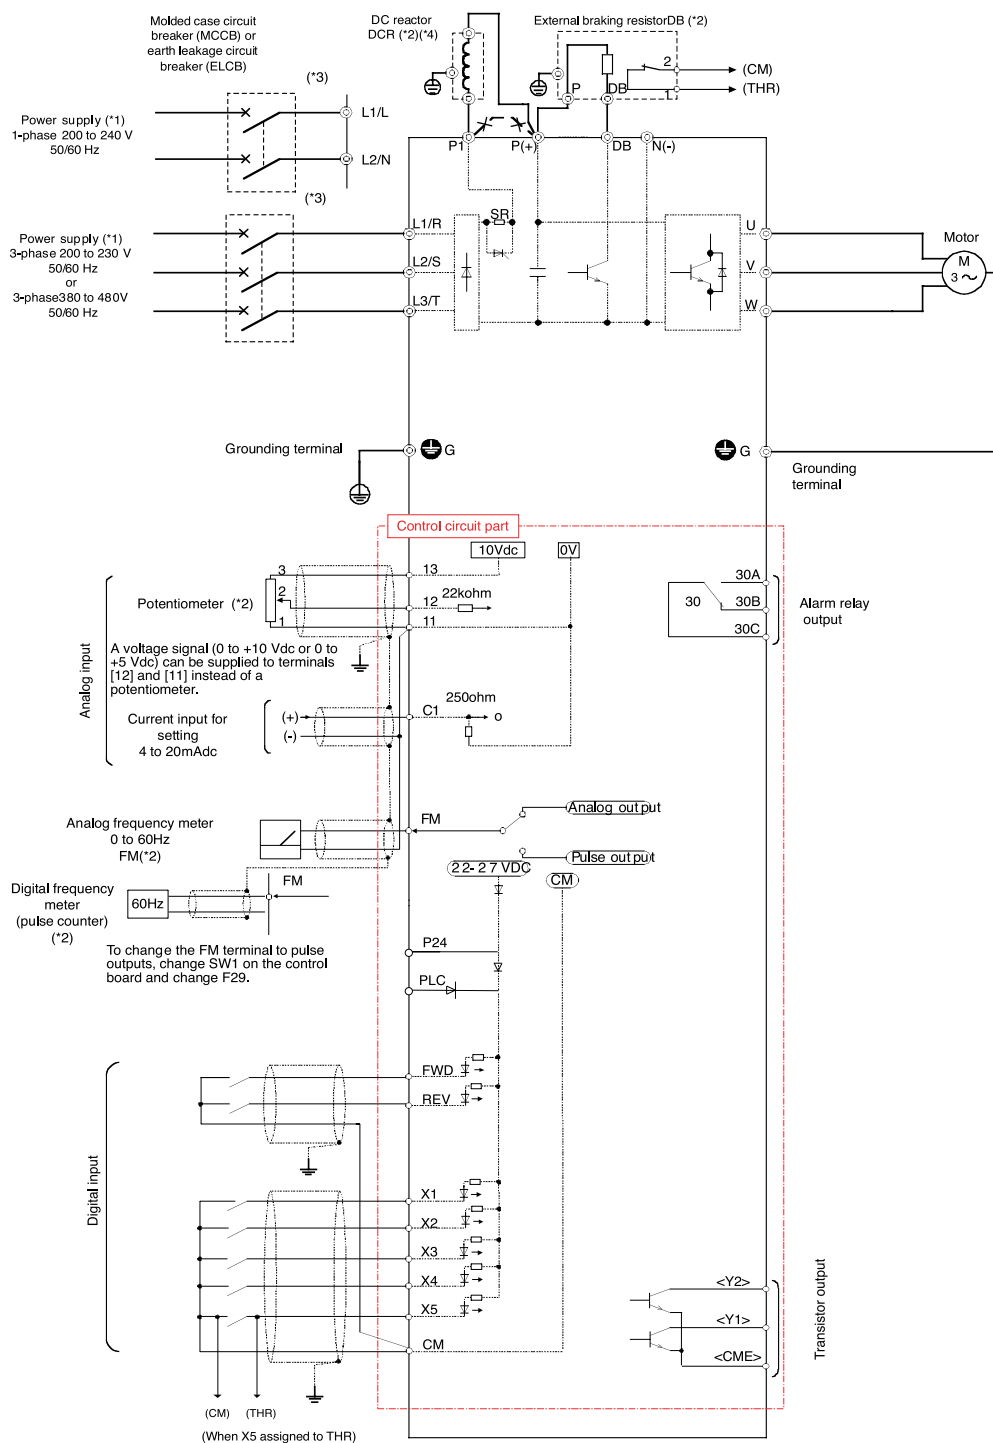 Molded case circuit
breaker (MCCB) or
earth leakage circuit
breaker (ELCB)
DC reactor
DCR (*2)(*4)
External braking resistorDB (*2)
(*3)
2
(CM)
(THR)
1
P
DB
Power supply (*1)
1-phase 200 to 240 V
50/60 Hz
L1/L
L2/N
P1
P(+)
DB
N(-)
(*3)
Power supply (*1)
3-phase 200 to 230 V
50/60 Hz
or
3-phase380 to 480V
50/60 Hz
L1/R
L2/S
L3/T
SR
U
V
W
Motor
M
3
Grounding terminal
G
G
Grounding
terminal
Control circuit part
10Vdc
0V
Analog input
Potentiometer (*2)
3
2
1
13
12
11
22kohm
30
30A
30B
30C
Alarm relay
output
A voltage signal (0 to +10 Vdc or 0 to
+5 Vdc) can be supplied to terminals
[12] and [11] instead of a
potentiometer.
Current input for
setting
4 to 20mAdc
(+)
(-)
C1
250ohm
0
Analog frequency meter
0 to 60Hz
FM(*2)
FM
Analog output
Pulse output
22-27VDC
CM
Digital frequency
meter
(pulse counter)
(*2)
60Hz
FM
To change the FM terminal to pulse
outputs, change SW1 on the control
board and change F29.
P24
PLC
Digital input
FWD
REV
X1
X2
X3
X4
X5
CM
<Y2>
<Y1>
<CME>
Transistor output
(CM)
(THR)
(When X5 assigned to THR)